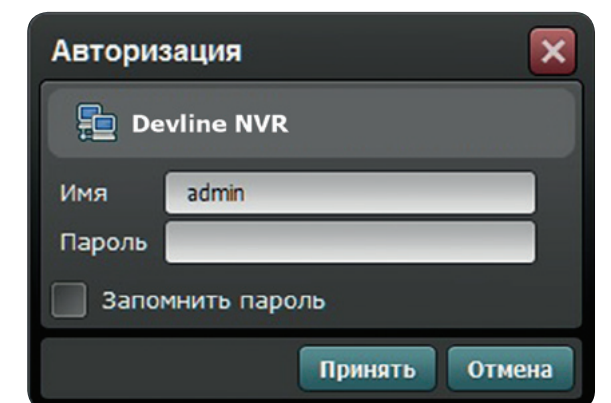 Авторизация
Devline NVR
Имя admin
Пароль
Запомнить пароль
Принять Отмена